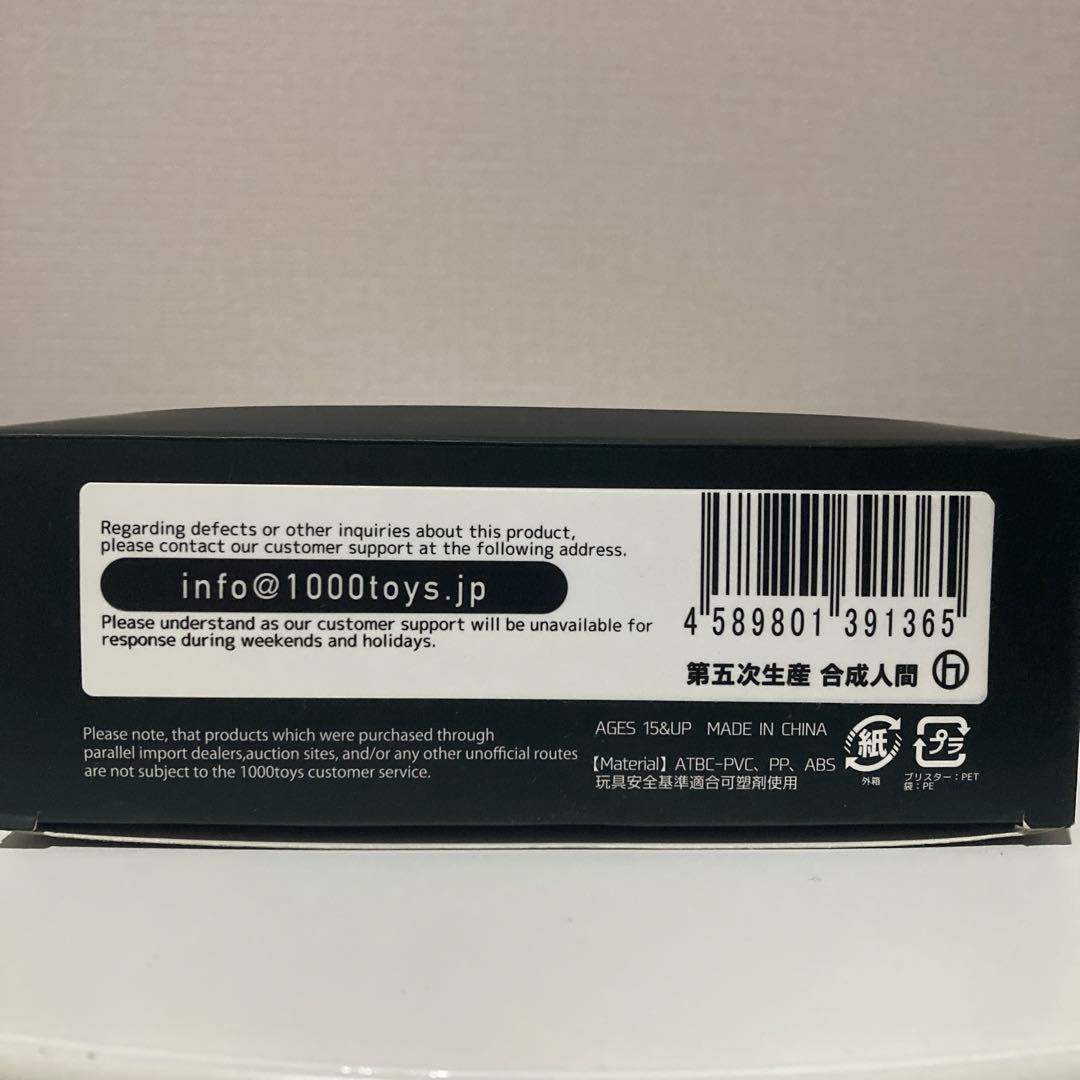 Regarding defects or other inquiries about this product,
please contact our customer support at the following address.
info@1000toys.jp
Please understand as our customer support will be unavailable for
response during weekends and holidays.
4 589801 391365
第五次生産 合成人間
Please note, that products which were purchased through
parallel import dealers,auction sites, and/or any other unofficial routes
are not subject to the 1000toys customer service.
AGES 15&UP MADE IN CHINA
【Material】ATBC-PVC、PP、ABS
玩具安全基準適合可塑剤使用
紙
外箱
プラ
ブリスター：PET
袋：PE